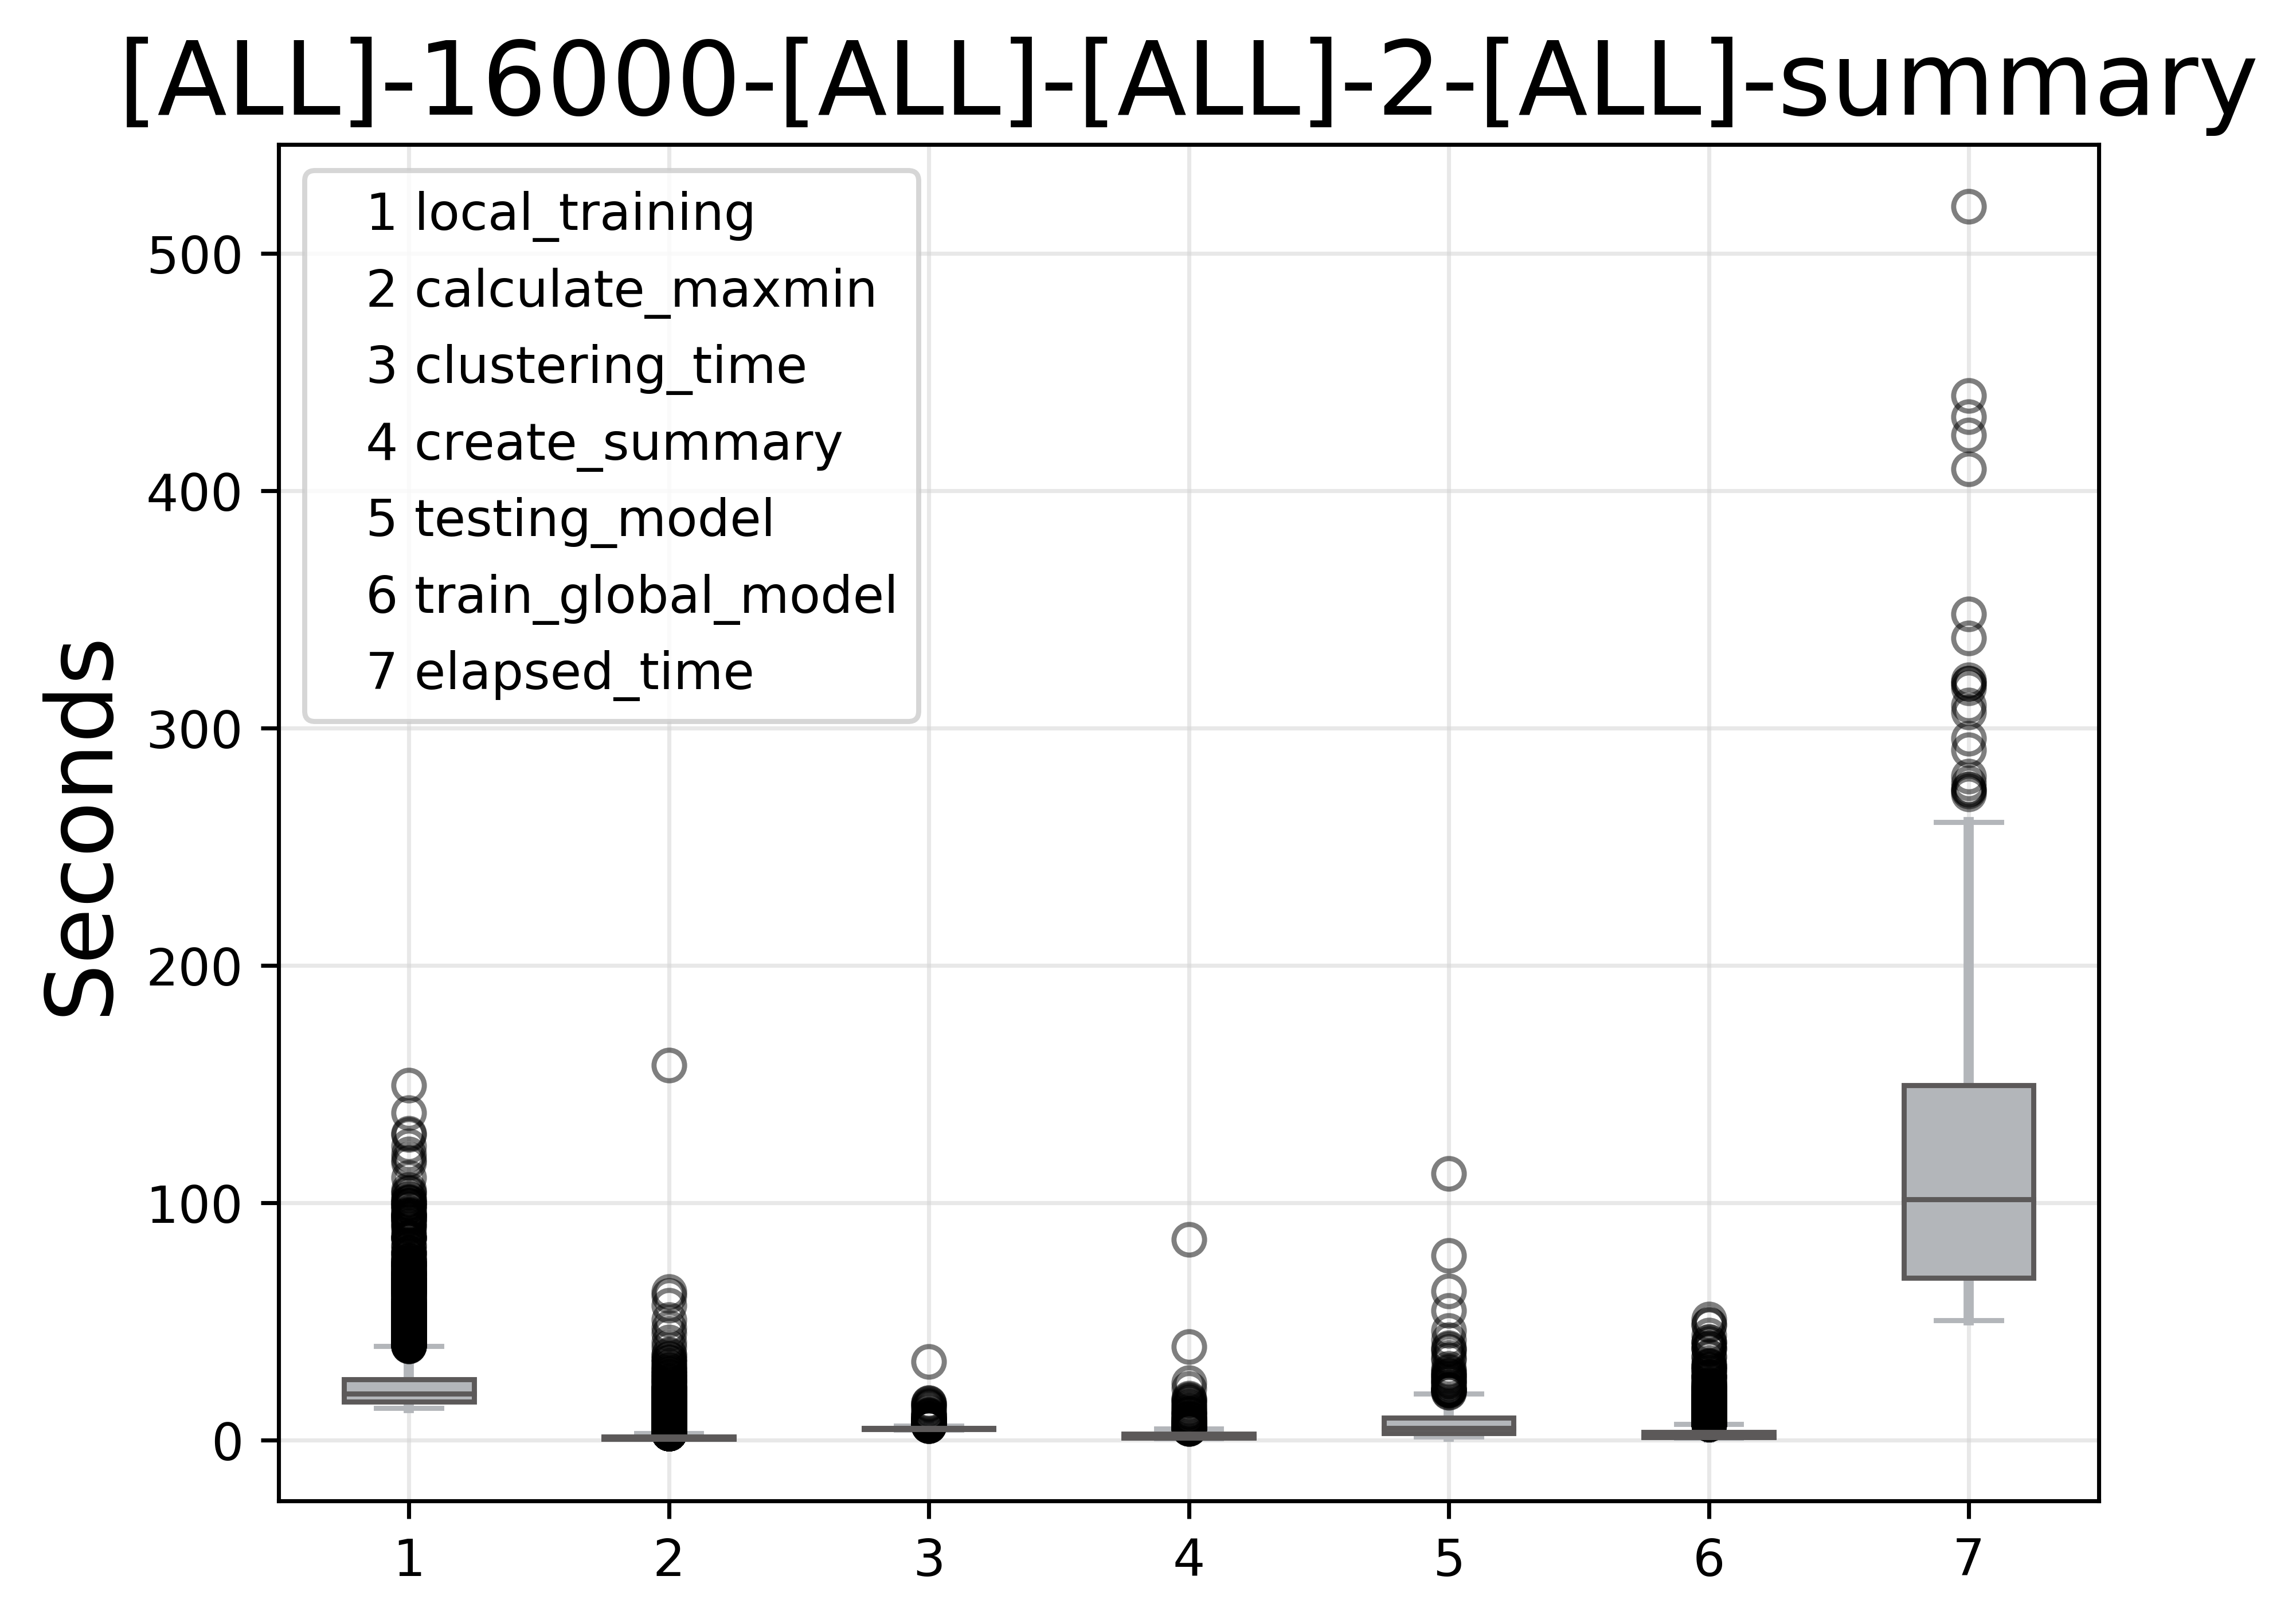 [ALL]-16000-[ALL]-[ALL]-2-[ALL]-summary
1 local_training
2 calculate_maxmin
3 clustering_time
4 create_summary
5 testing_model
6 train_global_model
7 elapsed_time
Seconds
500
400
300
200
100
0
1 2 3 4 5 6 7